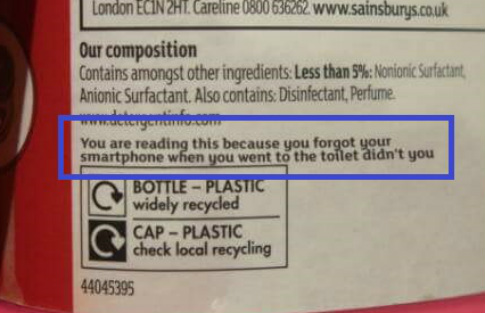 London EC1N 2HT. Careline 0800 636262 www.sainsburys.co.uk
Our composition
Contains amongst other ingredients: Less than 5%: Nonionic Surfactant,
Anionic Surfactant. Also contains: Disinfectant, Perfume.
www.detergentinfo.com
You are reading this because you forgot your
smartphone when you went to the toilet didn't you
BOTTLE – PLASTIC
widely recycled
CAP – PLASTIC
check local recycling
44045395